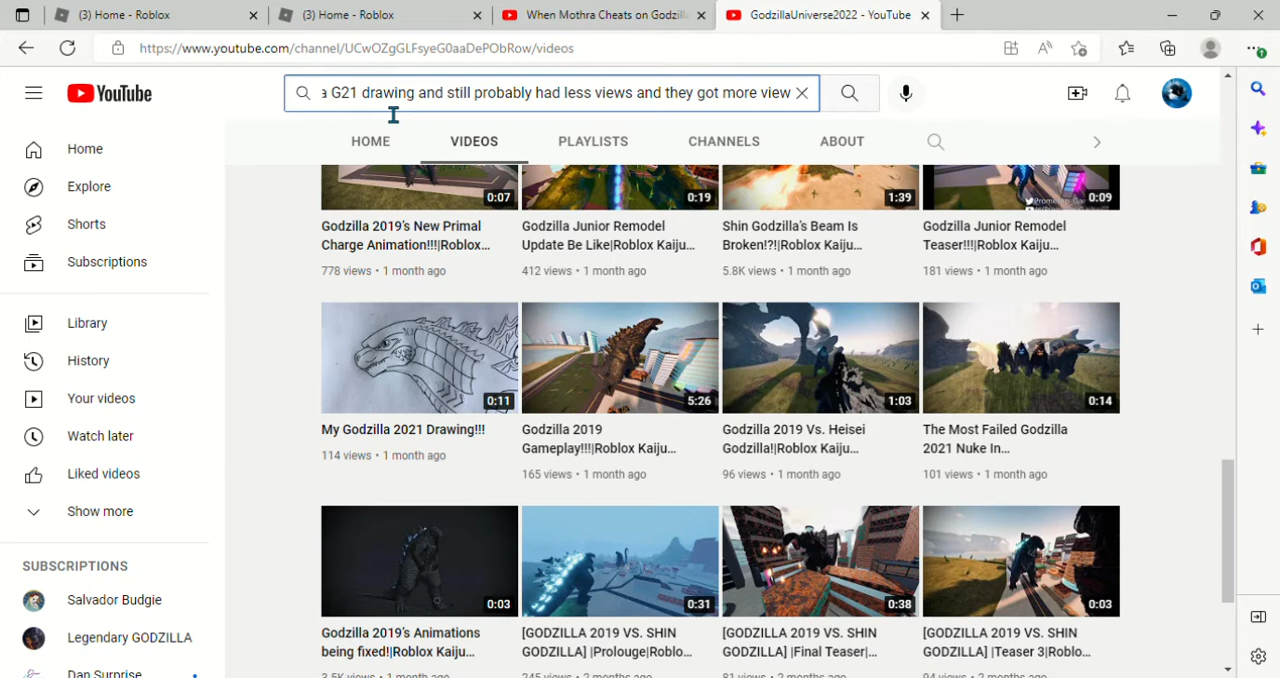 (3) Home - Roblox
(3) Home - Roblox
When Mothra Cheats on Godzill
GodzillaUniverse2022 - YouTube
https://www.youtube.com/channel/UCwOZgGLFsyeG0aaDePObRow/videos
YouTube
a G21 drawing and still probably had less views and they got more view
HOME
VIDEOS
PLAYLISTS
CHANNELS
ABOUT
Home
Explore
Shorts
Subscriptions
Library
History
Your videos
Watch later
Liked videos
Show more
SUBSCRIPTIONS
Salvador Budgie
Legendary GODZILLA
Dan Surprise
0:07
0:19
1:39
0:09
Godzilla 2019's New Primal
Charge Animation!!!|Roblox...
778 views • 1 month ago
Godzilla Junior Remodel
Update Be Like|Roblox Kaiju...
412 views • 1 month ago
Shin Godzilla's Beam Is
Broken!?!|Roblox Kaiju...
5.8K views • 1 month ago
Godzilla Junior Remodel
Teaser!!!|Roblox Kaiju...
181 views • 1 month ago
0:11
5:26
1:03
0:14
My Godzilla 2021 Drawing!!!
114 views • 1 month ago
Godzilla 2019
Gameplay!!!|Roblox Kaiju...
165 views • 1 month ago
Godzilla 2019 Vs. Heisei
Godzilla!|Roblox Kaiju...
96 views • 1 month ago
The Most Failed Godzilla
2021 Nuke In...
101 views • 1 month ago
0:03
0:31
0:38
0:03
Godzilla 2019's Animations
being fixed!|Roblox Kaiju...
3.5K views • 1 month ago
[GODZILLA 2019 VS. SHIN
GODZILLA] |Prolouge|Roblo...
245 views • 2 months ago
[GODZILLA 2019 VS. SHIN
GODZILLA] |Final Teaser|...
81 views • 2 months ago
[GODZILLA 2019 VS. SHIN
GODZILLA] |Teaser 3|Roblo...
94 views • 2 months ago